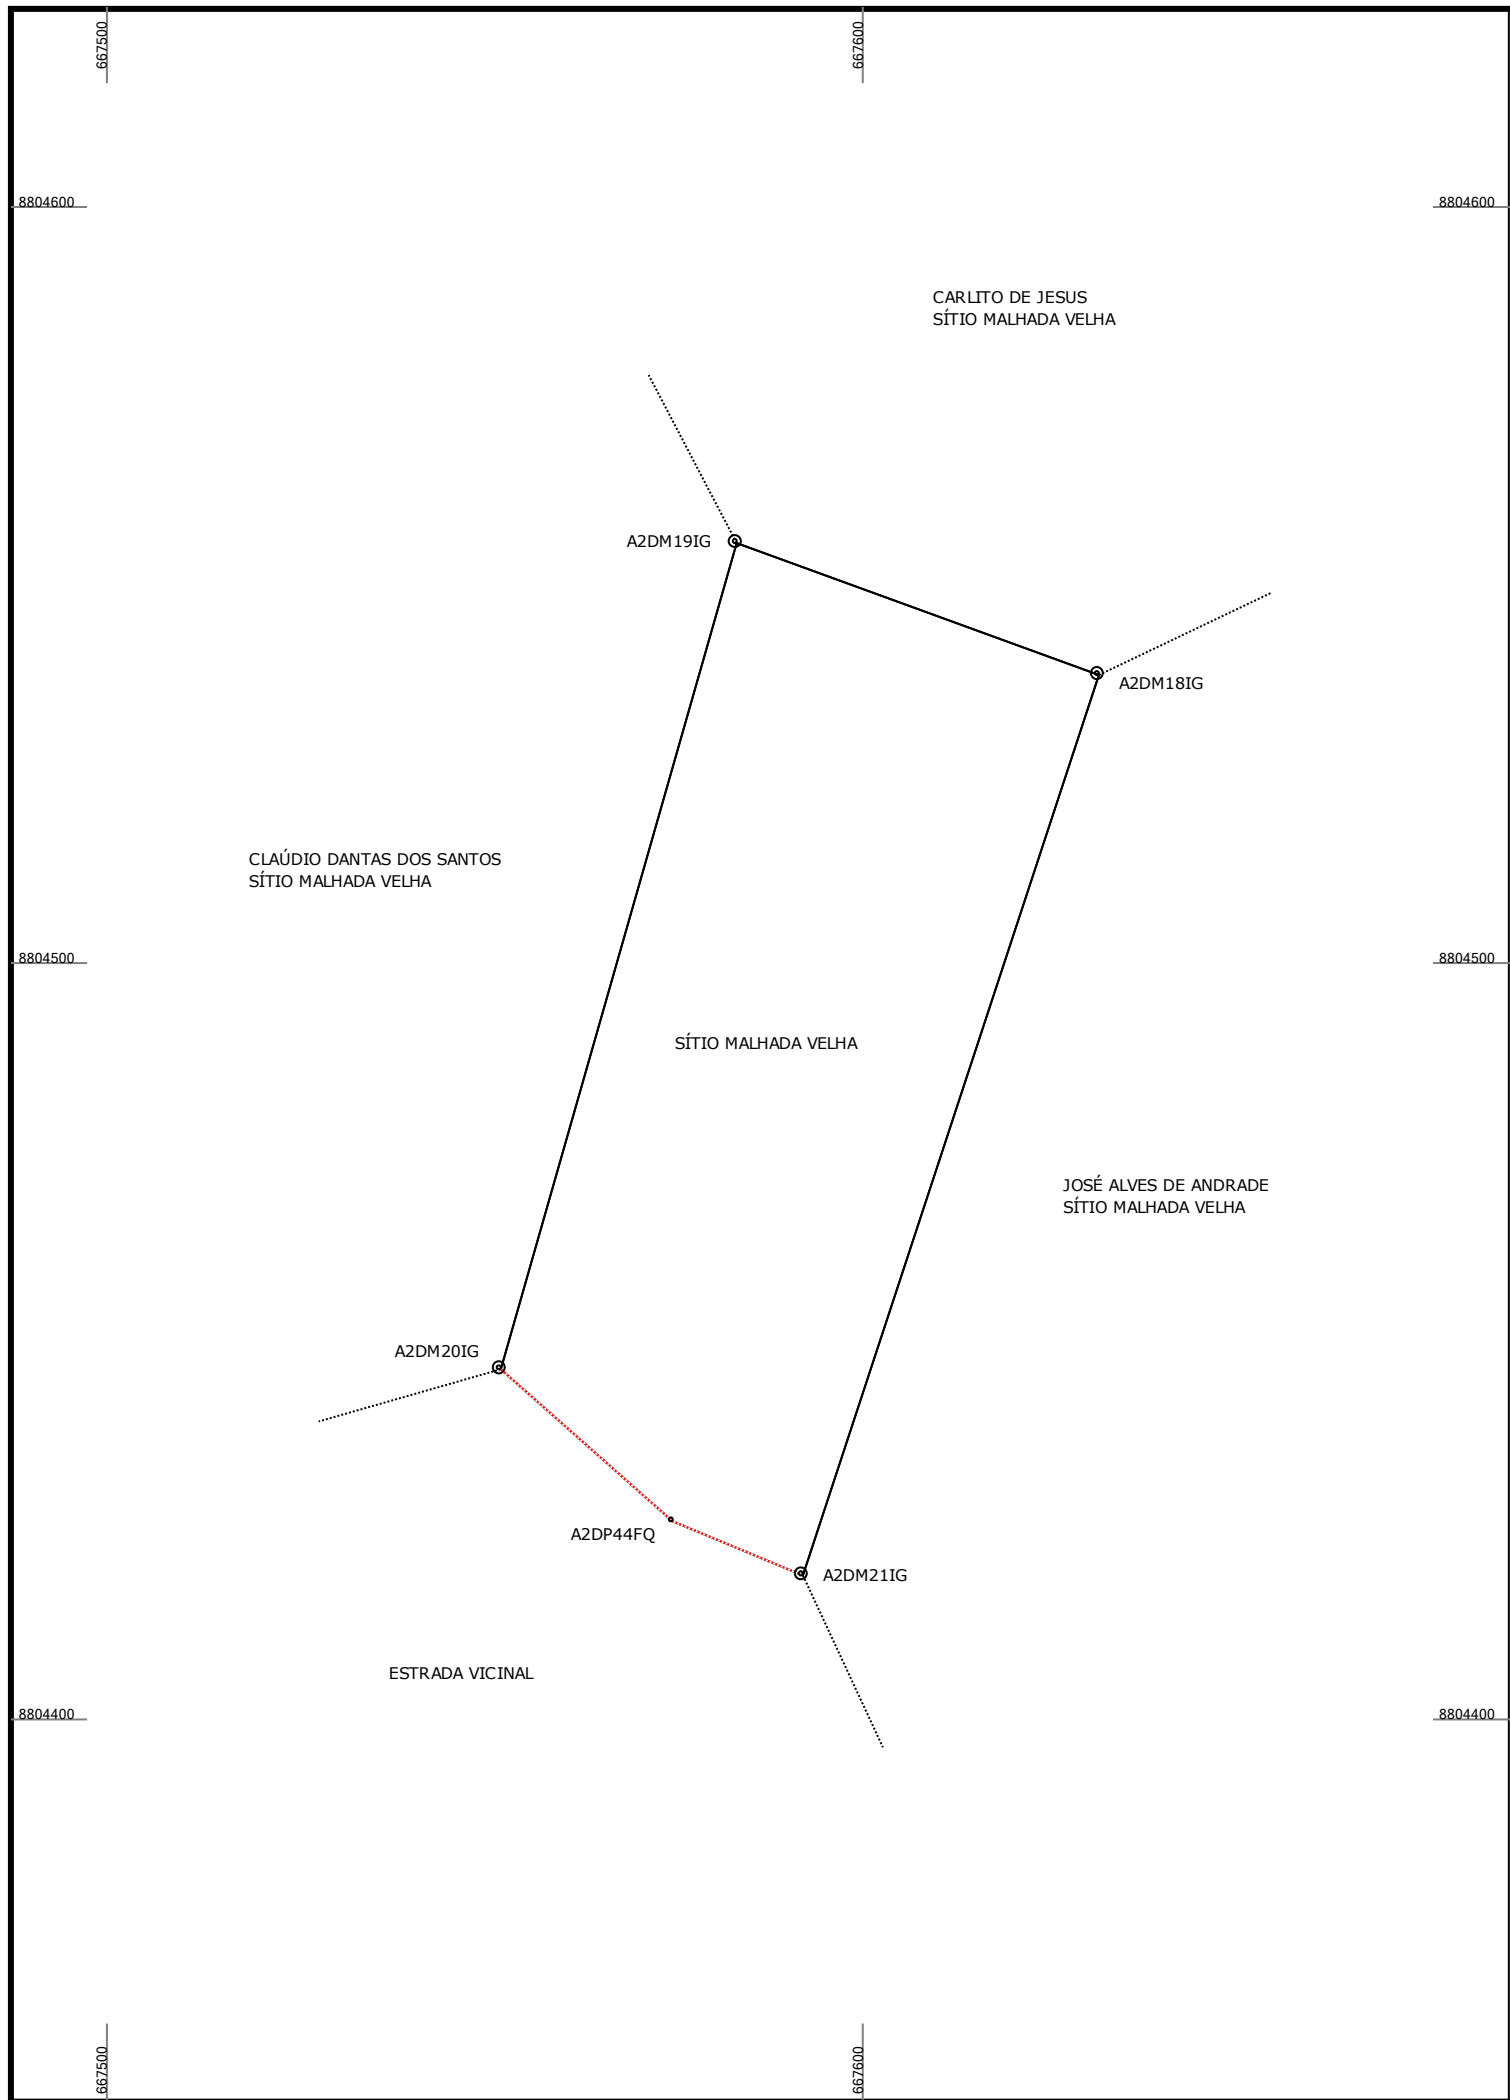 667500
667600
8804600
8804600
CARLITO DE JESUS
SÍTIO MALHADA VELHA
A2DM19IG
A2DM18IG
CLAÚDIO DANTAS DOS SANTOS
SÍTIO MALHADA VELHA
8804500
8804500
SÍTIO MALHADA VELHA
JOSÉ ALVES DE ANDRADE
SÍTIO MALHADA VELHA
A2DM20IG
A2DP44FQ
A2DM21IG
ESTRADA VICINAL
8804400
8804400
667500
667600